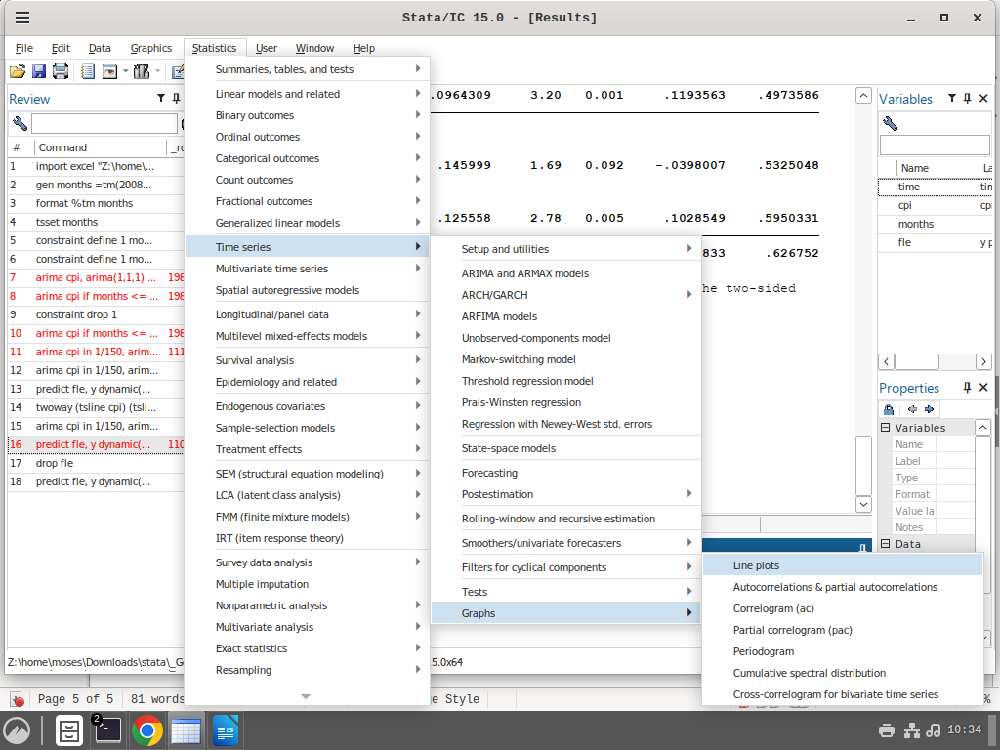 Stata/IC 15.0 - [Results]
File Edit Data Graphics Statistics User Window Help
Review
# Command _ro
1 import excel "Z:\home\...
2 gen months =tm(2008...
3 format %tm months
4 tsset months
5 constraint define 1 mo...
6 constraint define 1 mo...
7 arima cpi, arima(1,1,1) ... 198
8 arima cpi if months <= ... 198
9 constraint drop 1
10 arima cpi if months <= ... 198
11 arima cpi in 1/150, arim... 111
12 arima cpi in 1/150, arim...
13 predict fle, y dynamic(...
14 twoway (tsline cpi) (tsli...
15 arima cpi in 1/150, arim...
16 predict fle, y dynamic(... 110
17 drop fle
18 predict fle, y dynamic(...
Summaries, tables, and tests
Linear models and related
Binary outcomes
Ordinal outcomes
Categorical outcomes
Count outcomes
Fractional outcomes
Generalized linear models
Time series
Multivariate time series
Spatial autoregressive models
Longitudinal/panel data
Multilevel mixed-effects models
Survival analysis
Epidemiology and related
Endogenous covariates
Sample-selection models
Treatment effects
SEM (structural equation modeling)
LCA (latent class analysis)
FMM (finite mixture models)
IRT (item response theory)
Survey data analysis
Multiple imputation
Nonparametric analysis
Multivariate analysis
Exact statistics
Resampling
.0964309 3.20 0.001 .1193563 .4973586
.145999 1.69 0.092 -.0398007 .5325048
.125558 2.78 0.005 .1028549 .5950331
833 .626752
he two-sided
Setup and utilities
ARIMA and ARMAX models
ARCH/GARCH
ARFIMA models
Unobserved-components model
Markov-switching model
Threshold regression model
Prais-Winsten regression
Regression with Newey-West std. errors
State-space models
Forecasting
Postestimation
Rolling-window and recursive estimation
Smoothers/univariate forecasters
Filters for cyclical components
Tests
Graphs
Line plots
Autocorrelations & partial autocorrelations
Correlogram (ac)
Partial correlogram (pac)
Periodogram
Cumulative spectral distribution
Cross-correlogram for bivariate time series
Variables
Name La
time tin
cpi cpi
months
fle y p
Properties
Variables
Name
Label
Type
Format
Value la
Notes
Data
Z:\home\moses\Downloads\stata\_G
5.0x64
Page 5 of 5 81 words
e Style
%
2
10:34